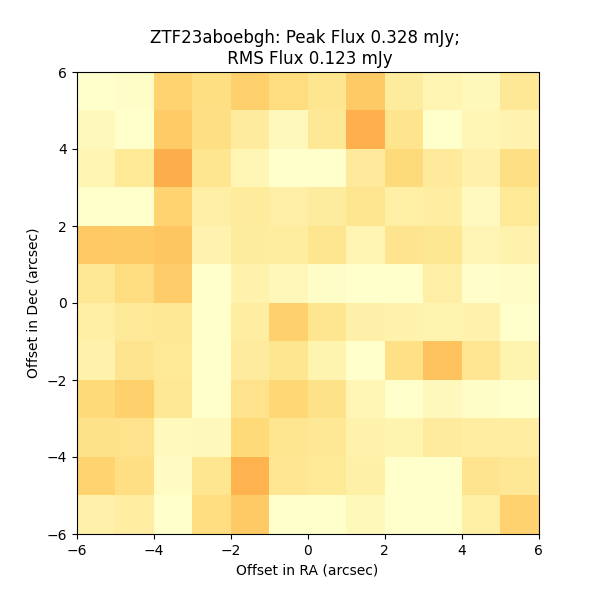 ZTF23aboebgh: Peak Flux 0.328 mJy;
RMS Flux 0.123 mJy
6
4
2
0
−2
−4
−6
Offset in Dec (arcsec)
−6 −4 −2 0 2 4 6
Offset in RA (arcsec)